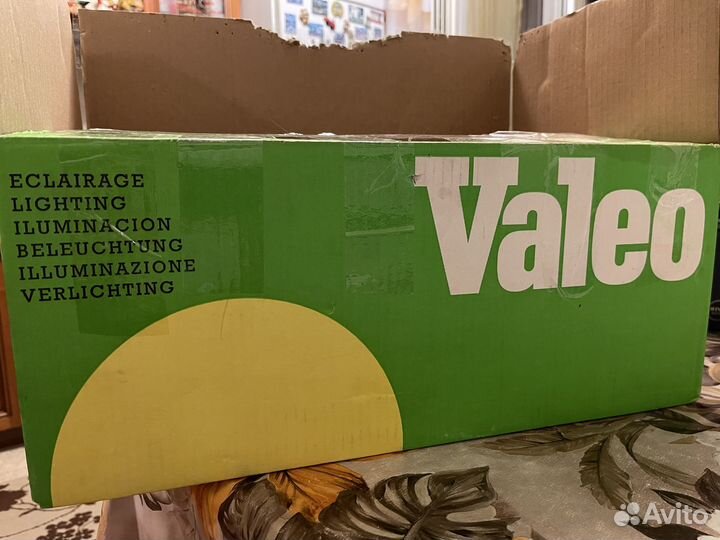 ECLAIRAGE
LIGHTING
ILUMINACION
BELEUCHTUNG
ILLUMINAZIONE
VERLICHTING
Valeo
Avito